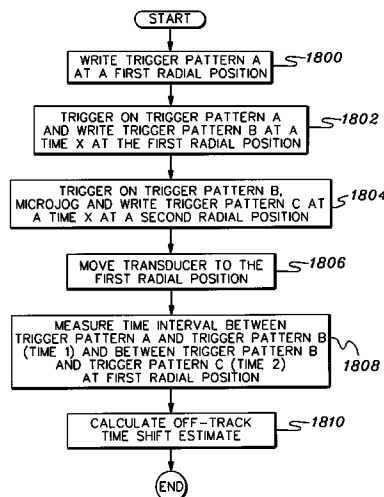 START
WRITE TRIGGER PATTERN A
AT A FIRST RADIAL POSITION
1800
TRIGGER ON TRIGGER PATTERN A
AND WRITE TRIGGER PATTERN B AT A
TIME X AT THE FIRST RADIAL POSITION
1802
TRIGGER ON TRIGGER PATTERN B,
MICROJOG AND WRITE TRIGGER PATTERN C AT
A TIME X AT A SECOND RADIAL POSITION
1804
MOVE TRANSDUCER TO THE
FIRST RADIAL POSITION
1806
MEASURE TIME INTERVAL BETWEEN
TRIGGER PATTERN A AND TRIGGER PATTERN B
(TIME 1) AND BETWEEN TRIGGER PATTERN B
AND TRIGGER PATTERN C (TIME 2)
AT FIRST RADIAL POSITION
1808
CALCULATE OFF-TRACK
TIME SHIFT ESTIMATE
1810
END